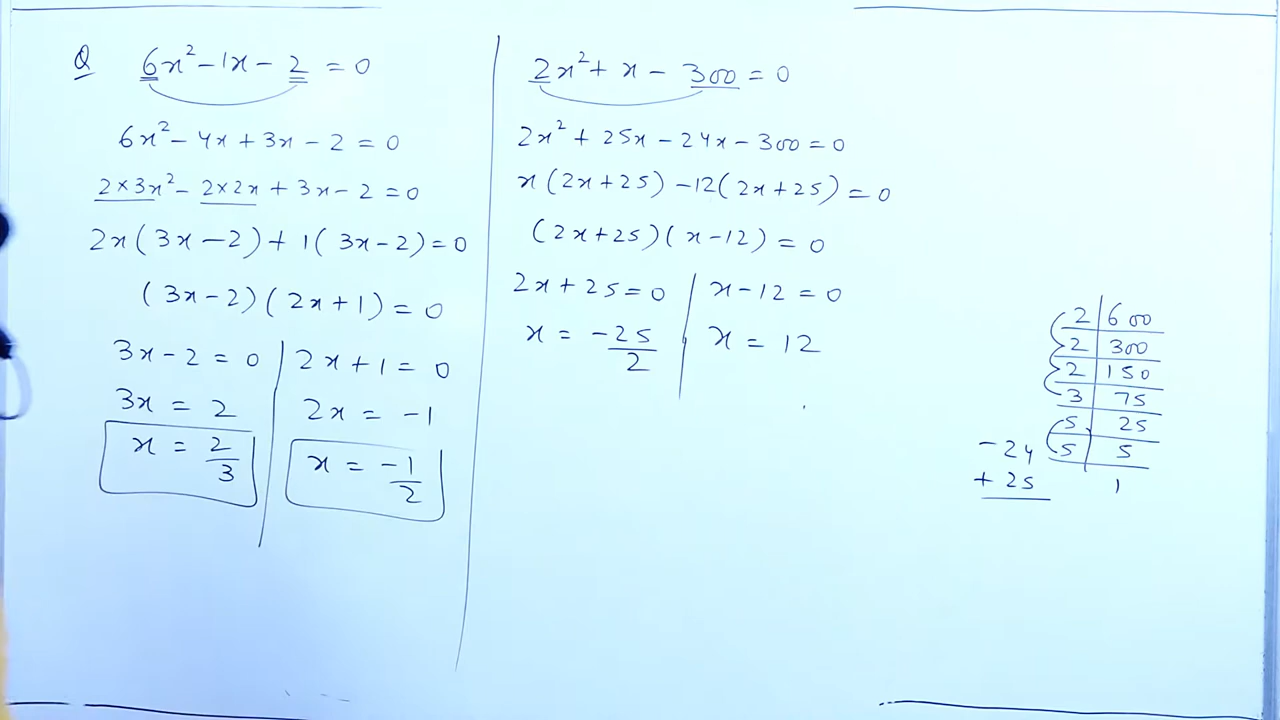 Q 6x² - 1x - 2 = 0
6x² - 4x + 3x - 2 = 0
2×3x² - 2×2x + 3x - 2 = 0
2x(3x - 2) + 1(3x - 2) = 0
(3x - 2)(2x + 1) = 0
3x - 2 = 0 | 2x + 1 = 0
3x = 2 | 2x = -1
x = 2/3 | x = -1/2
2x² + x - 300 = 0
2x² + 25x - 24x - 300 = 0
x(2x + 25) - 12(2x + 25) = 0
(2x + 25)(x - 12) = 0
2x + 25 = 0 | x - 12 = 0
x = -25/2 | x = 12
2 | 600
2 | 300
2 | 150
3 | 75
5 | 25
5 | 5
1
- 24
+ 25